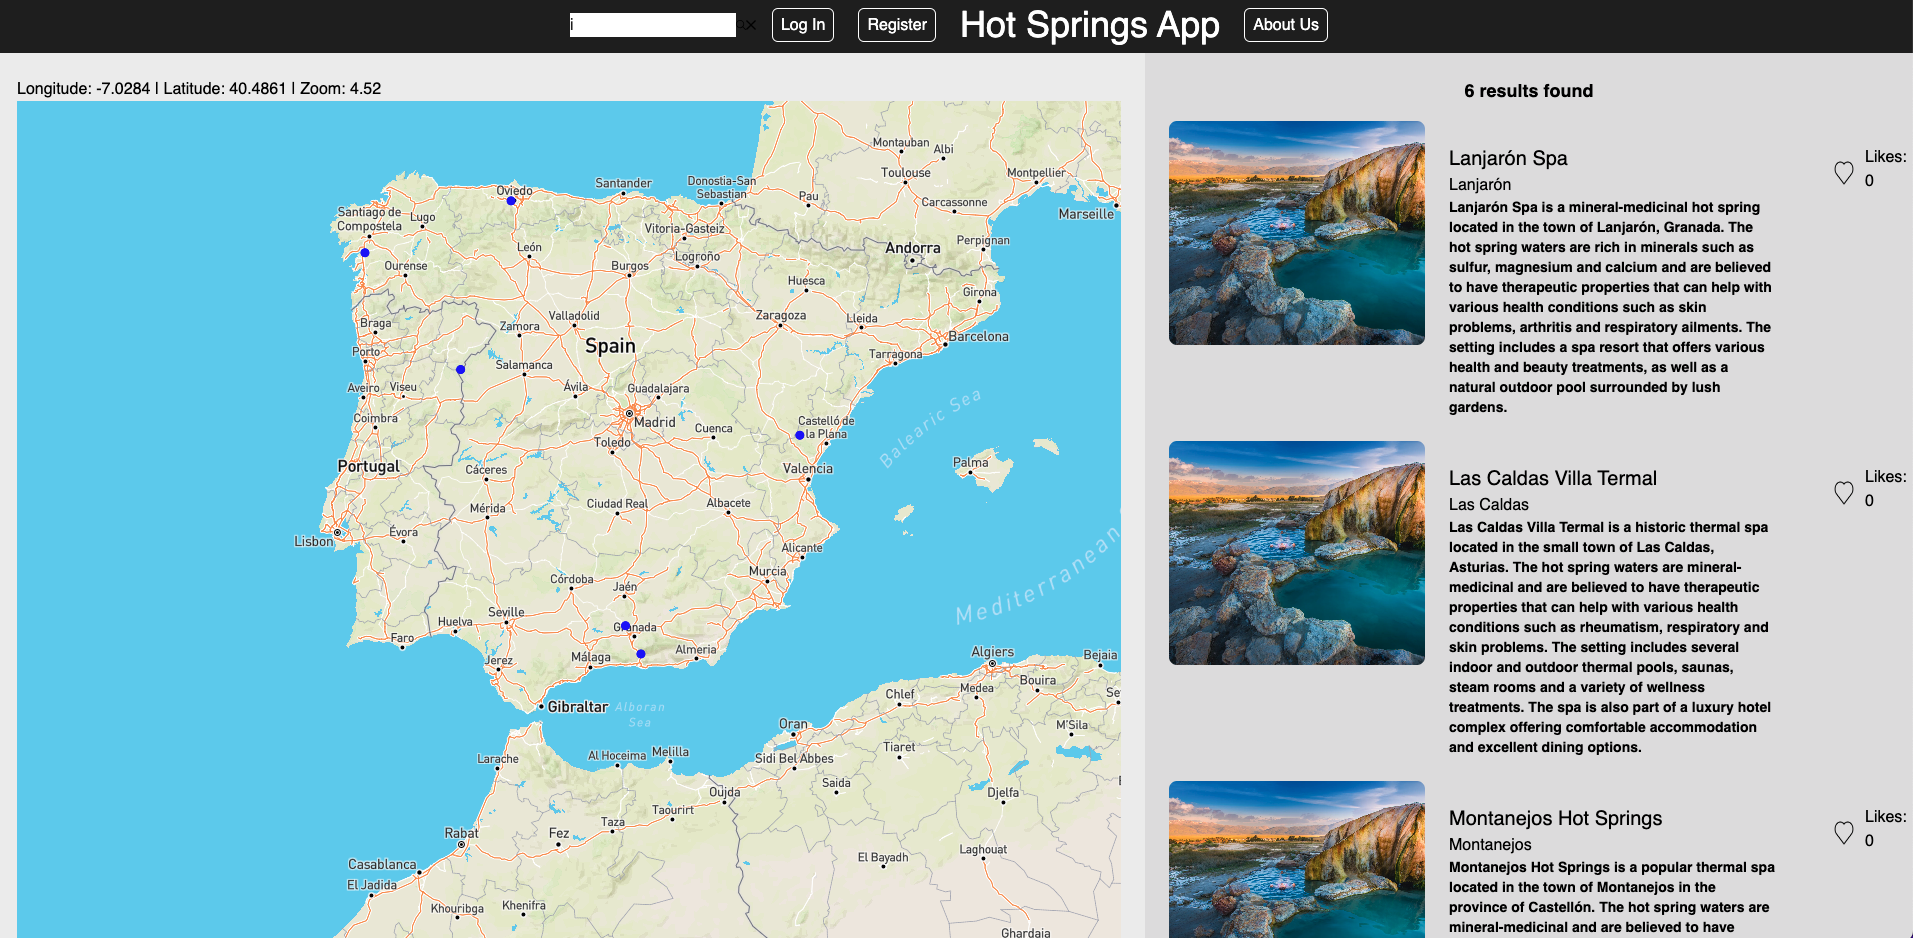 i
Log In
Register
Hot Springs App
About Us
Longitude: -7.0284 | Latitude: 40.4861 | Zoom: 4.52
6 results found
Montauban
Albi
Toulouse
Montpellier
Oviedo
Santander
Donostia-San
Sebastian
Pau
Carcassonne
Marseille
Santiago de
Compostela
Lugo
Vitoria-Gasteiz
Andorra
Perpignan
León
Logroño
Ourense
Burgos
Huesca
Girona
Braga
Zamora
Valladolid
Zaragoza
Lleida
Barcelona
Porto
Spain
Tarragona
Salamanca
Aveiro
Viseu
Ávila
Guadalajara
Coimbra
Madrid
Cuenca
Castelló de
la Plana
Balearic Sea
Toledo
Portugal
Cáceres
Valencia
Palma
Mérida
Ciudad Real
Albacete
Lisbon
Évora
Alicante
Mediterranean
Córdoba
Jaén
Murcia
Huelva
Seville
Granada
Faro
Jerez
Málaga
Almeria
Algiers
Bejaia
Bouira
Gibraltar
Alboran
Sea
Chlef
Medea
Se
Oran
M'Sila
Larache
Al Hoceima
Melilla
Sidi Bel Abbes
Tiaret
Saida
Oujda
Djelfa
Taourirt
Rabat
Fez
Taza
Casablanca
El Bayadh
Laghouat
El Jadida
Khouribga
Khenifra
Ghardaia
Lanjarón Spa
Lanjarón
Lanjarón Spa is a mineral-medicinal hot spring
located in the town of Lanjarón, Granada. The
hot spring waters are rich in minerals such as
sulfur, magnesium and calcium and are believed
to have therapeutic properties that can help with
various health conditions such as skin
problems, arthritis and respiratory ailments. The
setting includes a spa resort that offers various
health and beauty treatments, as well as a
natural outdoor pool surrounded by lush
gardens.
Likes:
0
Las Caldas Villa Termal
Las Caldas
Las Caldas Villa Termal is a historic thermal spa
located in the small town of Las Caldas,
Asturias. The hot spring waters are mineral-
medicinal and are believed to have therapeutic
properties that can help with various health
conditions such as rheumatism, respiratory and
skin problems. The setting includes several
indoor and outdoor thermal pools, saunas,
steam rooms and a variety of wellness
treatments. The spa is also part of a luxury hotel
complex offering comfortable accommodation
and excellent dining options.
Likes:
0
Montanejos Hot Springs
Montanejos
Montanejos Hot Springs is a popular thermal spa
located in the town of Montanejos in the
province of Castellón. The hot spring waters are
mineral-medicinal and are believed to have
Likes:
0